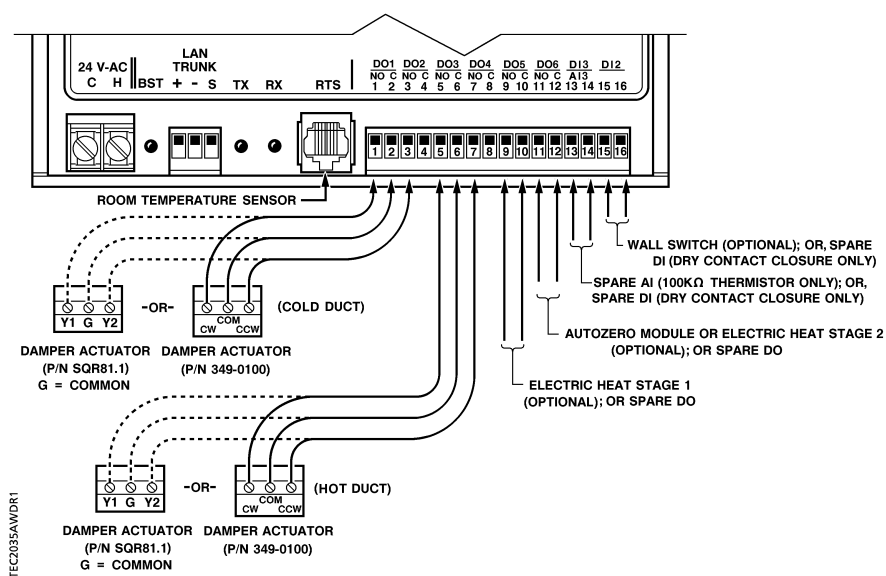 LAN
24 V-AC TRUNK DO1 DO2 DO3 DO4 DO5 DO6 DI3 DI2
C H BST + - S TX RX RTS NO C NO C NO C NO C NO C NO C AI3
1 2 3 4 5 6 7 8 9 10 11 12 13 14 15 16
1 2 3 4 5 6 7 8 9 10 11 12 13 14 15 16
ROOM TEMPERATURE SENSOR
WALL SWITCH (OPTIONAL); OR, SPARE
DI (DRY CONTACT CLOSURE ONLY)
SPARE AI (100KΩ THERMISTOR ONLY); OR,
SPARE DI (DRY CONTACT CLOSURE ONLY)
AUTOZERO MODULE OR ELECTRIC HEAT STAGE 2
(OPTIONAL); OR SPARE DO
ELECTRIC HEAT STAGE 1
(OPTIONAL); OR SPARE DO
Y1 G Y2
-OR-
COM
CW CCW
(COLD DUCT)
DAMPER ACTUATOR
(P/N SQR81.1)
G = COMMON
DAMPER ACTUATOR
(P/N 349-0100)
Y1 G Y2
-OR-
COM
CW CCW
(HOT DUCT)
DAMPER ACTUATOR
(P/N SQR81.1)
G = COMMON
DAMPER ACTUATOR
(P/N 349-0100)
TEC2035AWDR1